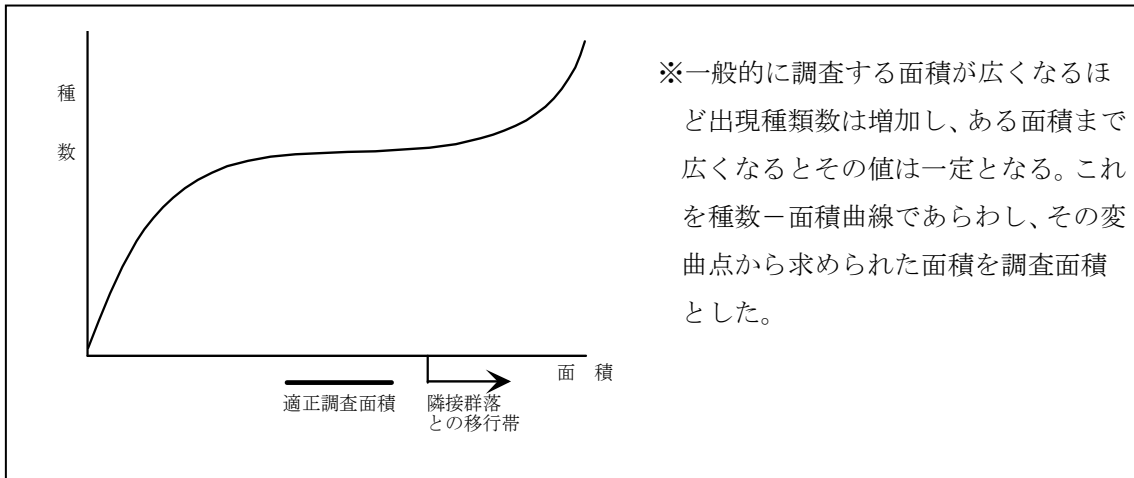 種
数
※一般的に調査する面積が広くなるほ
ど出現種類数は増加し、ある面積まで
広くなるとその値は一定となる。これ
を種数－面積曲線であらわし、その変
曲点から求められた面積を調査面積
とした。
面 積
適正調査面積
隣接群落
との移行帯